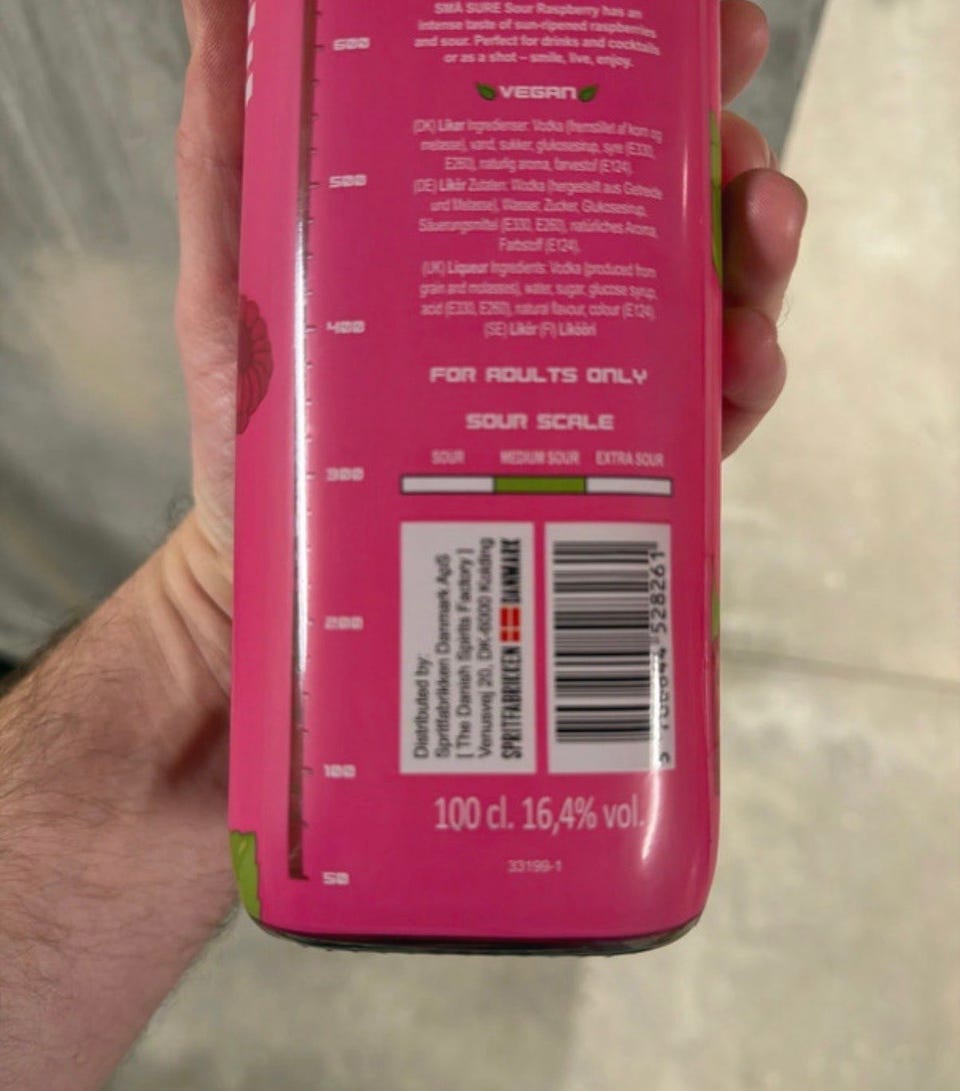 SMÅ SURE Sour Raspberry has an
intense taste of sun-ripened raspberries
and sour. Perfect for drinks and cocktails
or as a shot – smile, live, enjoy.
VEGAN
(DK) Likør Ingredienser: Vodka (fremstillet af korn og
melasse), vand, sukker, glukosesirup, syre (E330,
E260), naturlig aroma, farvestof (E124).
(DE) Likör Zutaten: Wodka (hergestellt aus Getreide
und Melasse), Wasser, Zucker, Glukosesirup,
Säuerungsmittel (E330, E260), natürliches Aroma,
Farbstoff (E124).
(UK) Liqueur Ingredients: Vodka (produced from
grain and molasses), water, sugar, glucose syrup,
acid (E330, E260), natural flavour, colour (E124).
(SE) Likör (FI) Likööri
FOR ADULTS ONLY
SOUR SCALE
SOUR MEDIUM SOUR EXTRA SOUR
Distributed by:
Spritfabrikken Danmark ApS
[ The Danish Spirits Factory ]
Venusvej 20, DK-6000 Kolding
SPRITFABRIKKEN DANMARK
528261
100 cl. 16,4% vol.
33199-1
600
500
400
300
200
100
50